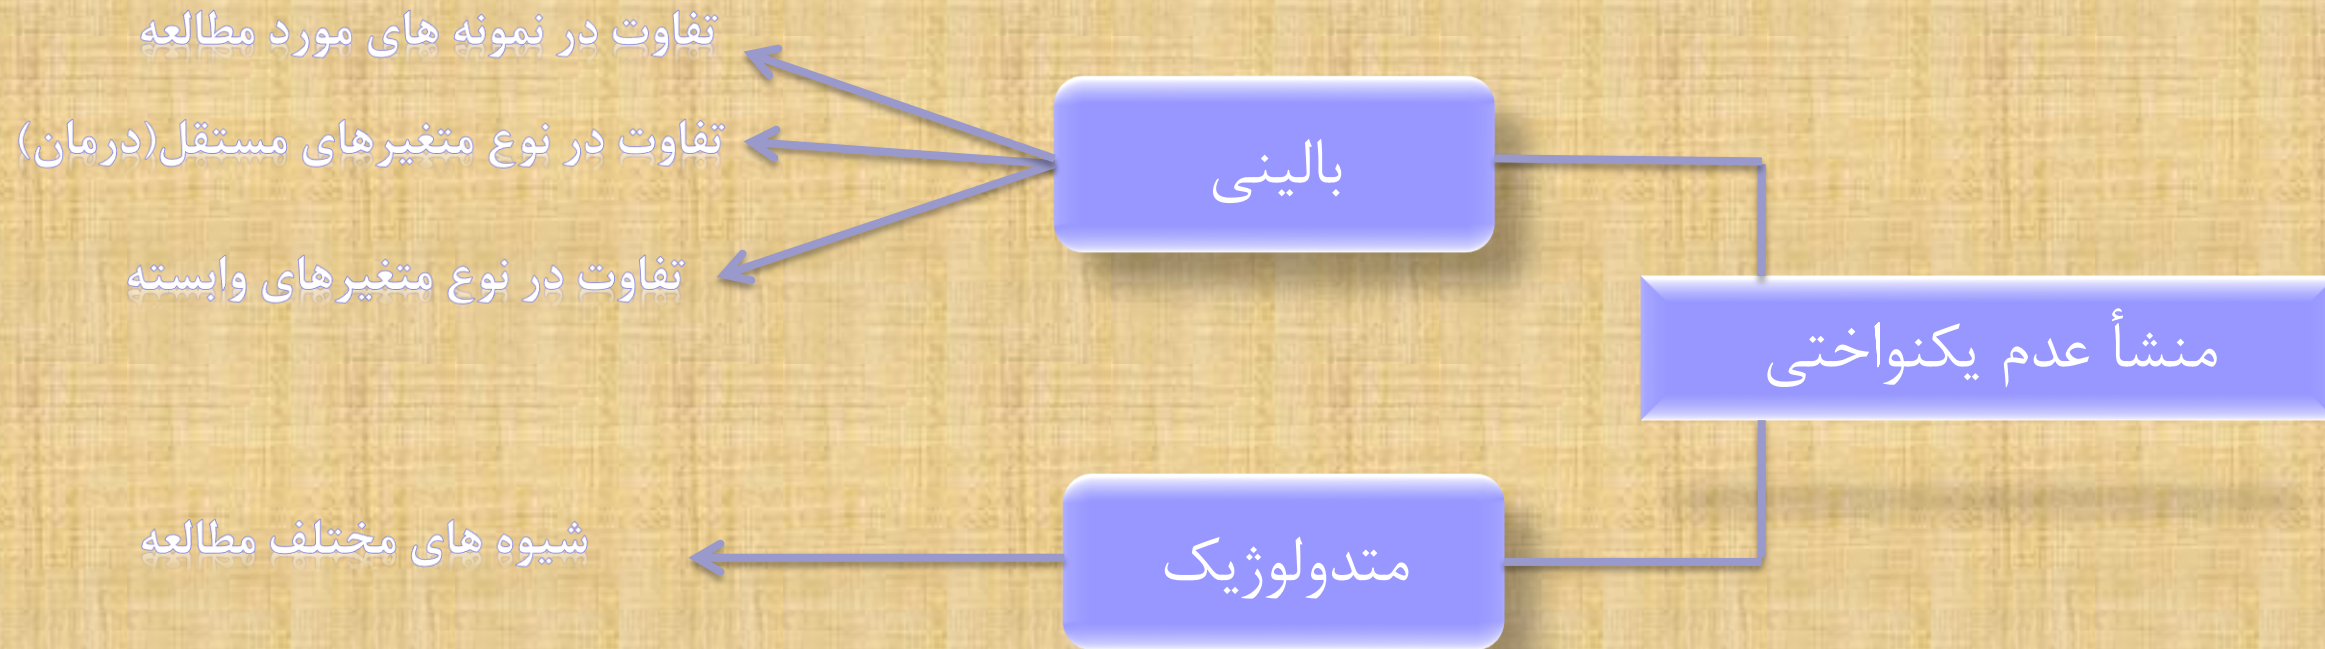 منشأ عدم یکنواختی
بالینی
تفاوت در نمونه های مورد مطالعه
تفاوت در نوع متغیرهای مستقل(درمان)
تفاوت در نوع متغیرهای وابسته
متدولوژیک
شیوه های مختلف مطالعه